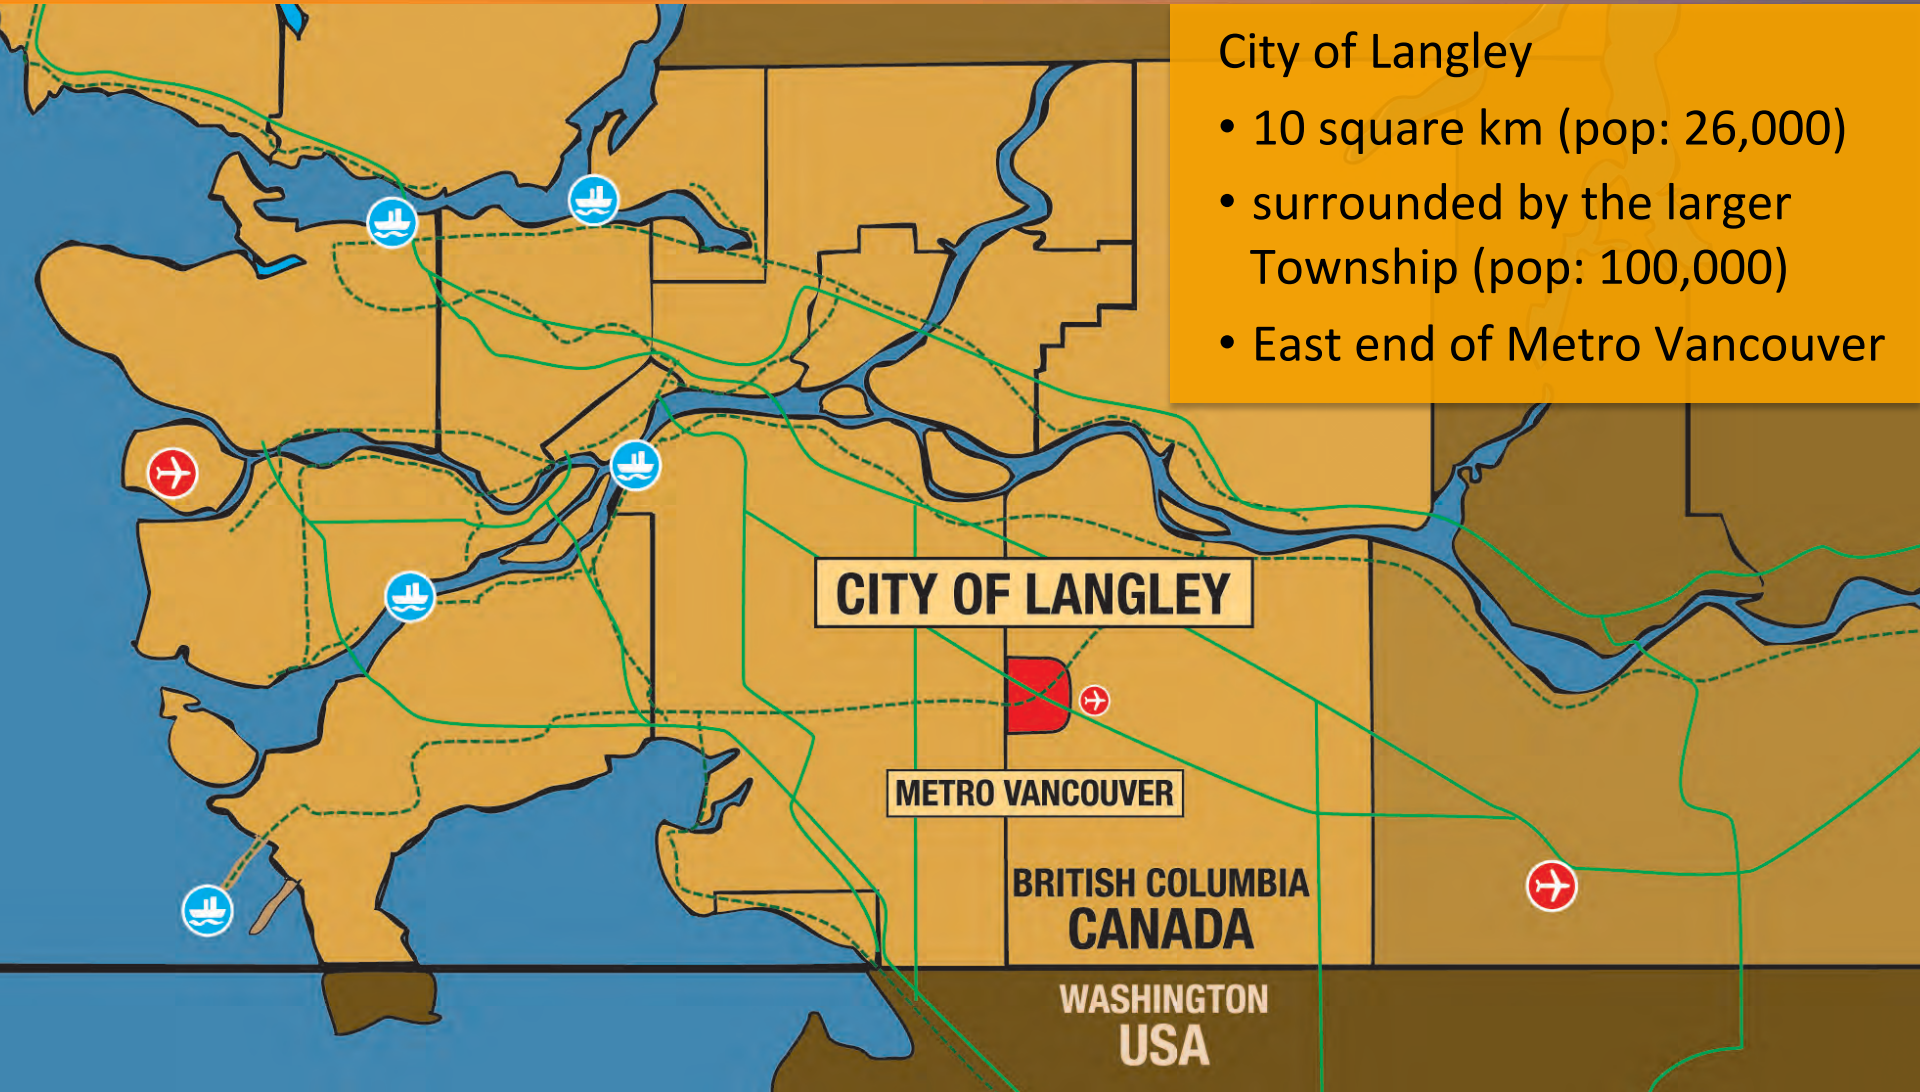 City of Langley
• 10 square km (pop: 26,000)
• surrounded by the larger
Township (pop: 100,000)
• East end of Metro Vancouver
CITY OF LANGLEY
METRO VANCOUVER
BRITISH COLUMBIA
CANADA
WASHINGTON
USA